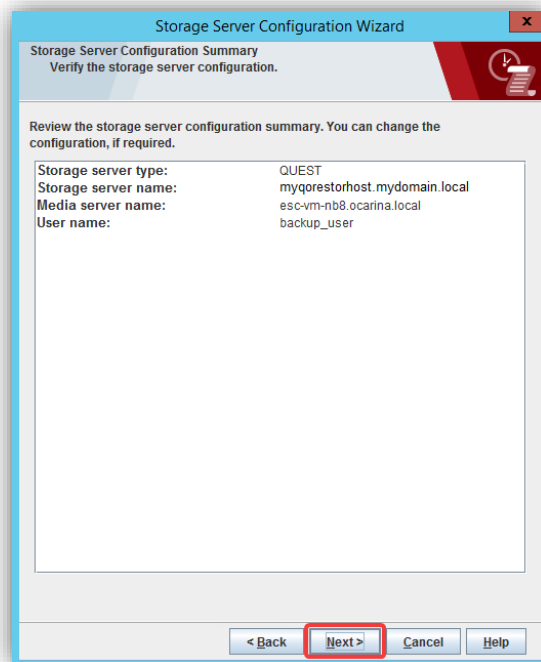 Storage Server Configuration Wizard
x
Storage Server Configuration Summary
Verify the storage server configuration.
Review the storage server configuration summary. You can change the
configuration, if required.
Storage server type: QUEST
Storage server name: myqorestorhost.mydomain.local
Media server name: esc-vm-nb8.ocarina.local
User name: backup_user
< Back Next > Cancel Help